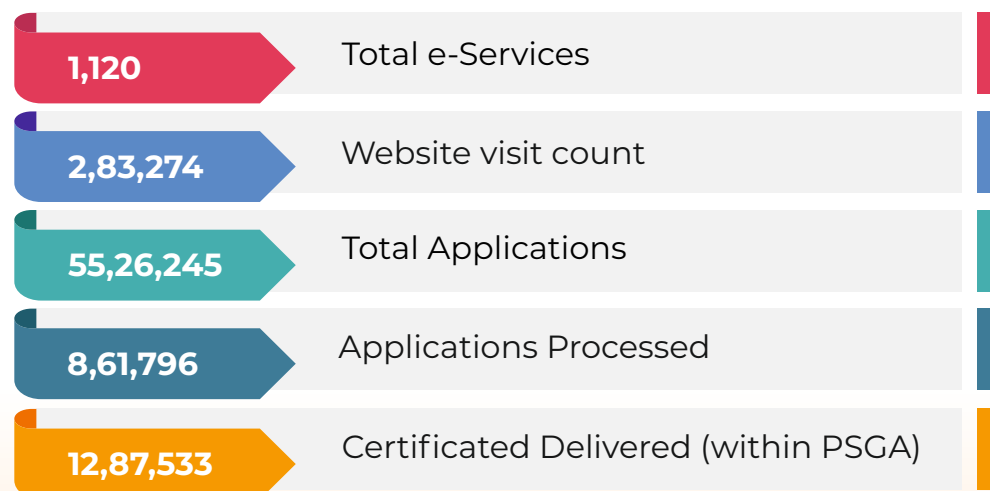 1,120 Total e-Services
2,83,274 Website visit count
55,26,245 Total Applications
8,61,796 Applications Processed
12,87,533 Certificated Delivered (within PSGA)